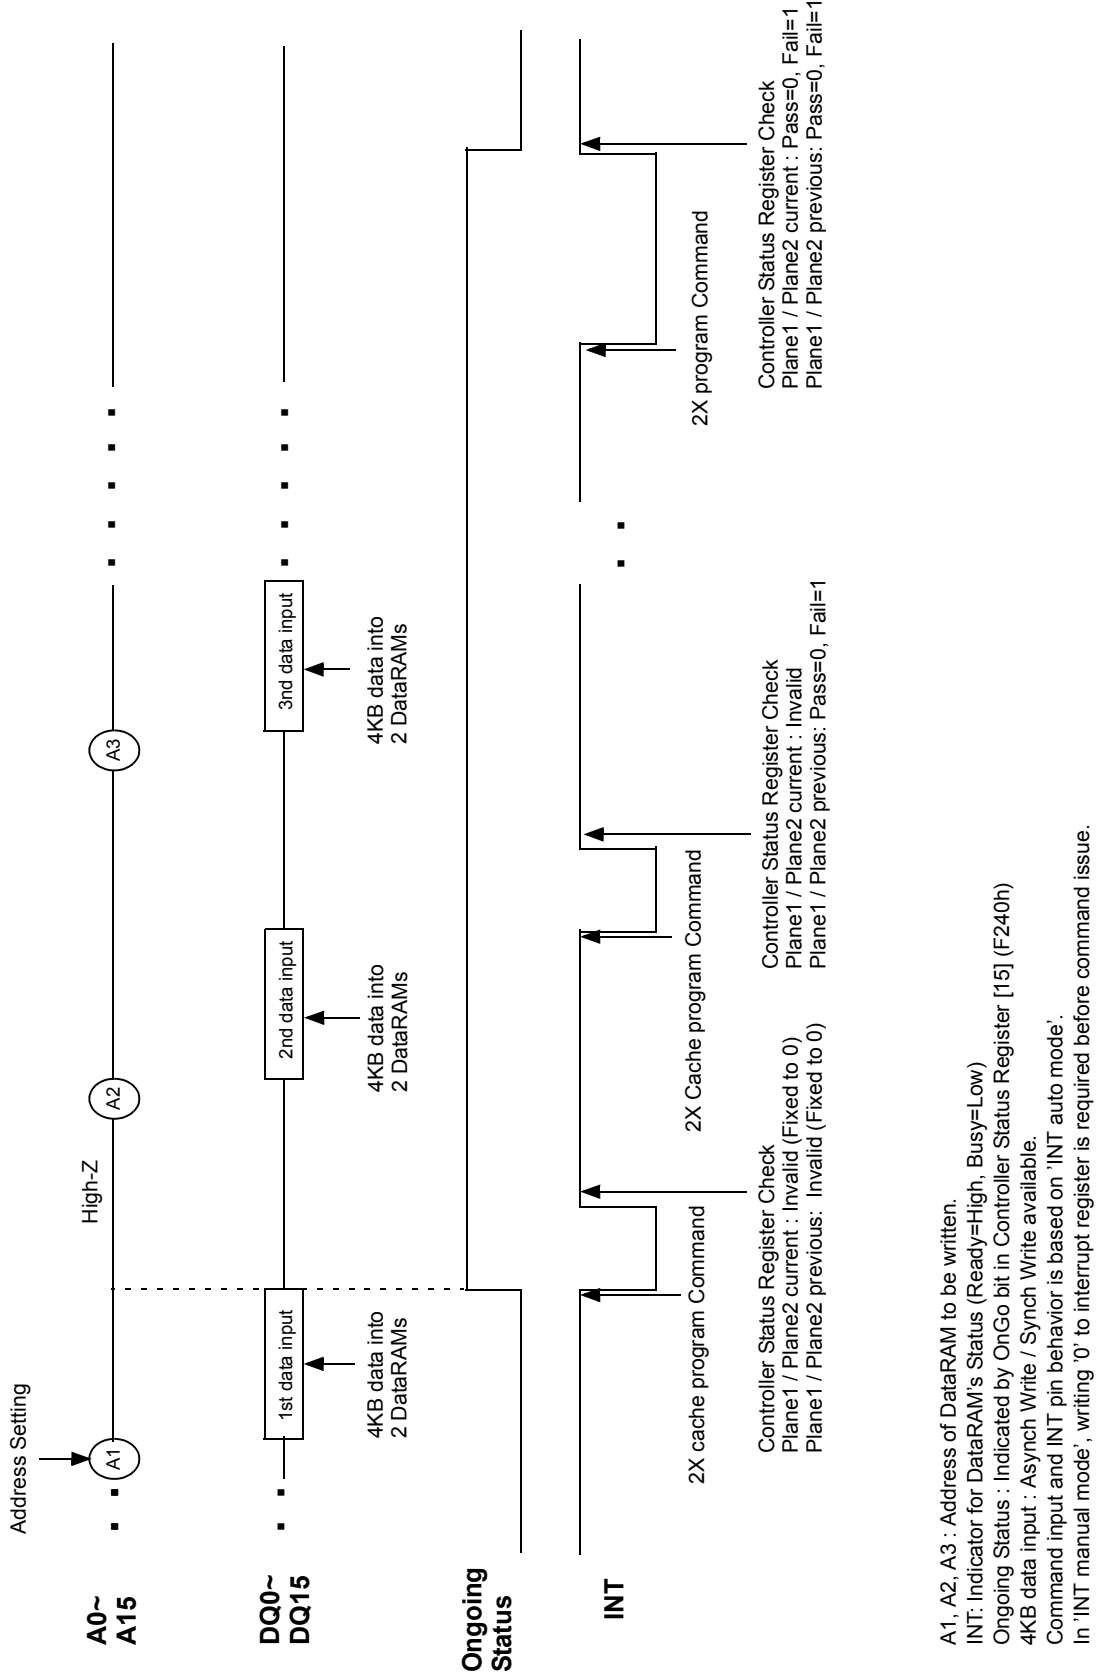 Address Setting
A0~
A15
A1
High-Z
A2
A3
DQ0~
DQ15
1st data input
2nd data input
3nd data input
4KB data into
2 DataRAMs
4KB data into
2 DataRAMs
4KB data into
2 DataRAMs
Ongoing
Status
INT
2X cache program Command
2X Cache program Command
2X program Command
Controller Status Register Check
Plane1 / Plane2 current : Invalid (Fixed to 0)
Plane1 / Plane2 previous: Invalid (Fixed to 0)
Controller Status Register Check
Plane1 / Plane2 current : Invalid
Plane1 / Plane2 previous: Pass=0, Fail=1
Controller Status Register Check
Plane1 / Plane2 current : Pass=0, Fail=1
Plane1 / Plane2 previous: Pass=0, Fail=1
A1, A2, A3 : Address of DataRAM to be written.
INT: Indicator for DataRAM's Status (Ready=High, Busy=Low)
Ongoing Status : Indicated by OnGo bit in Controller Status Register [15] (F240h)
4KB data input : Asynch Write / Synch Write available.
Command input and INT pin behavior is based on 'INT auto mode'.
In 'INT manual mode', writing '0' to interrupt register is required before command issue.